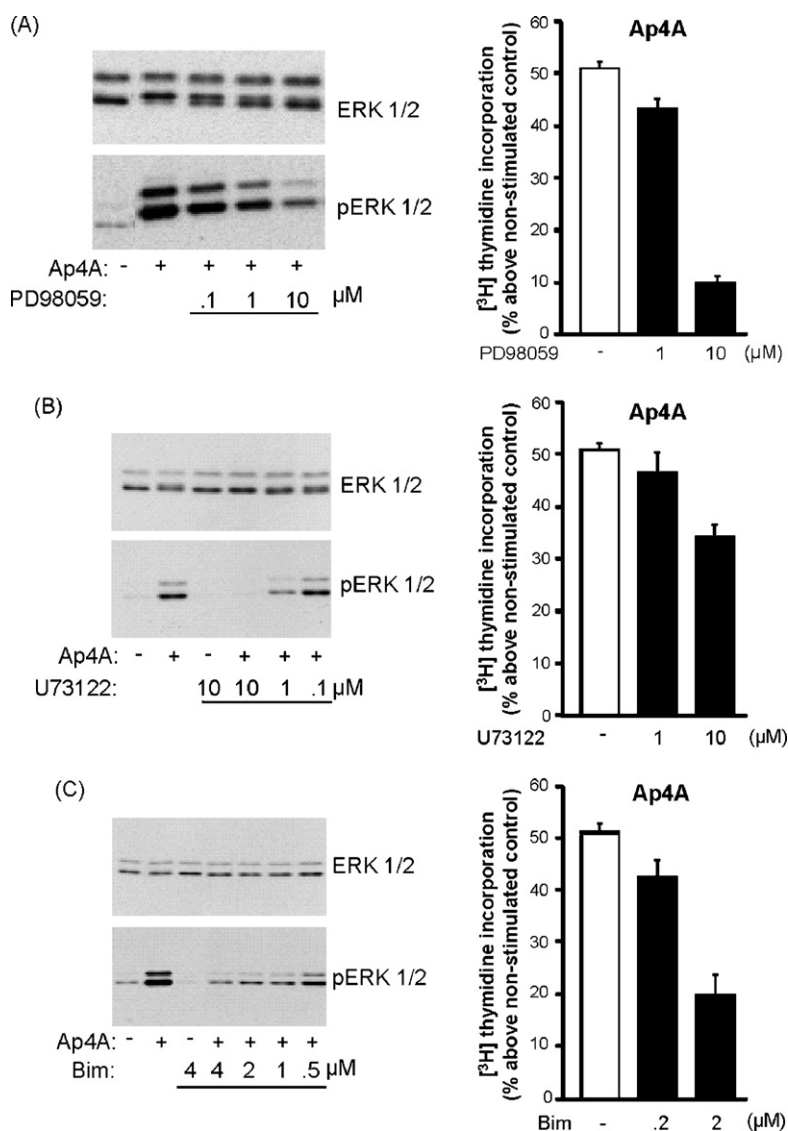 (A)
ERK 1/2
pERK 1/2
Ap4A: - + + + +
PD98059: .1 1 10 µM
Ap4A
[³H] thymidine incorporation
(% above non-stimulated control)
60
50
40
30
20
10
0
PD98059 - 1 10 (µM)
(B)
ERK 1/2
pERK 1/2
Ap4A: - + - + + +
U73122: 10 10 1 .1 µM
Ap4A
[³H] thymidine incorporation
(% above non-stimulated control)
60
50
40
30
20
10
0
U73122 - 1 10 (µM)
(C)
ERK 1/2
pERK 1/2
Ap4A: - + - + + + +
Bim: 4 4 2 1 .5 µM
Ap4A
[³H] thymidine incorporation
(% above non-stimulated control)
60
50
40
30
20
10
0
Bim - .2 2 (µM)